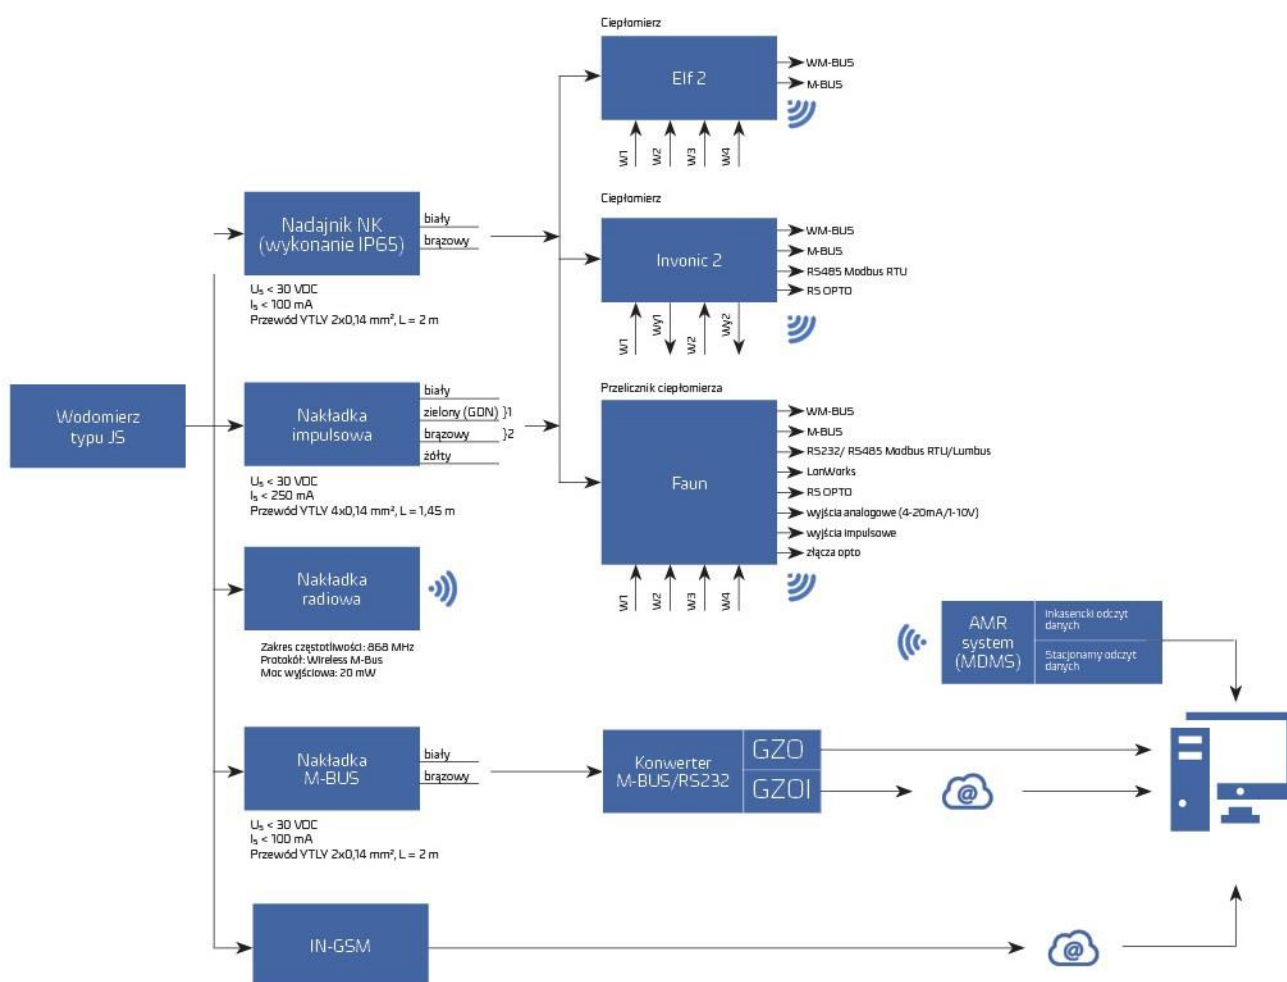 Ciepłomierz
Elf 2
WM-BUS
M-BUS
W1
W2
W3
W4
Nadajnik NK
(wykonanie IP65)
biały
brązowy
Us < 30 VDC
Is < 100 mA
Przewód YTLY 2x0,14 mm², L = 2 m
Ciepłomierz
Invonic 2
WM-BUS
M-BUS
RS485 Modbus RTU
RS OPTO
W1
Wy1
W2
Wy2
Wodomierz
typu JS
Nakładka
impulsowa
biały
zielony (GDN) }1
brązowy }2
żółty
Us < 30 VDC
Is < 250 mA
Przewód YTLY 4x0,14 mm², L = 1,45 m
Przelicznik ciepłomierza
Faun
WM-BUS
M-BUS
RS232/ RS485 Modbus RTU/Lumbus
LonWorks
RS OPTO
wyjścia analogowe (4-20mA/1-10V)
wyjścia impulsowe
złącza opto
W1
W2
W3
W4
Nakładka
radiowa
Zakres częstotliwości: 868 MHz
Protokół: Wireless M-Bus
Moc wyjściowa: 20 mW
AMR
system
(MDMS)
Inkasencki odczyt
danych
Stacjonarny odczyt
danych
Nakładka
M-BUS
biały
brązowy
Us < 30 VDC
Is < 100 mA
Przewód YTLY 2x0,14 mm², L = 2 m
Konwerter
M-BUS/RS232
GZO
GZOI
@
IN-GSM
@